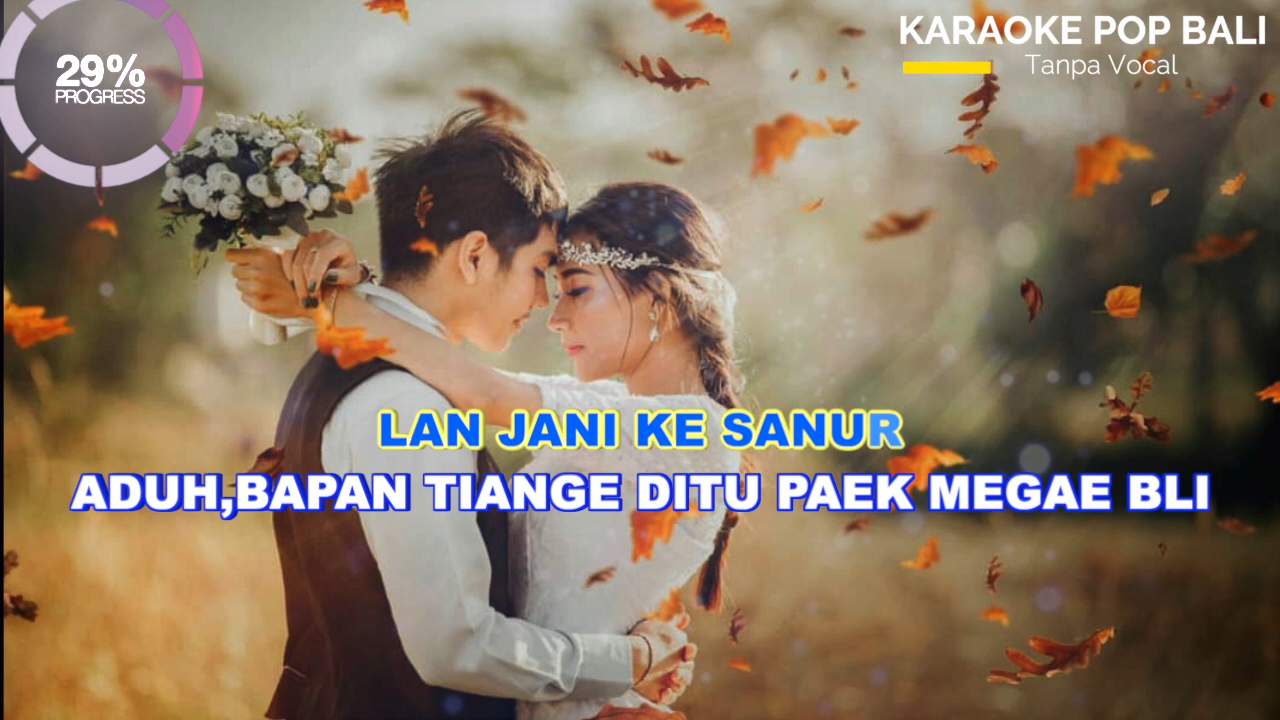 29%
PROGRESS
KARAOKE POP BALI
Tanpa Vocal
LAN JANI KE SANUR
ADUH,BAPAN TIANGE DITU PAEK MEGAE BLI